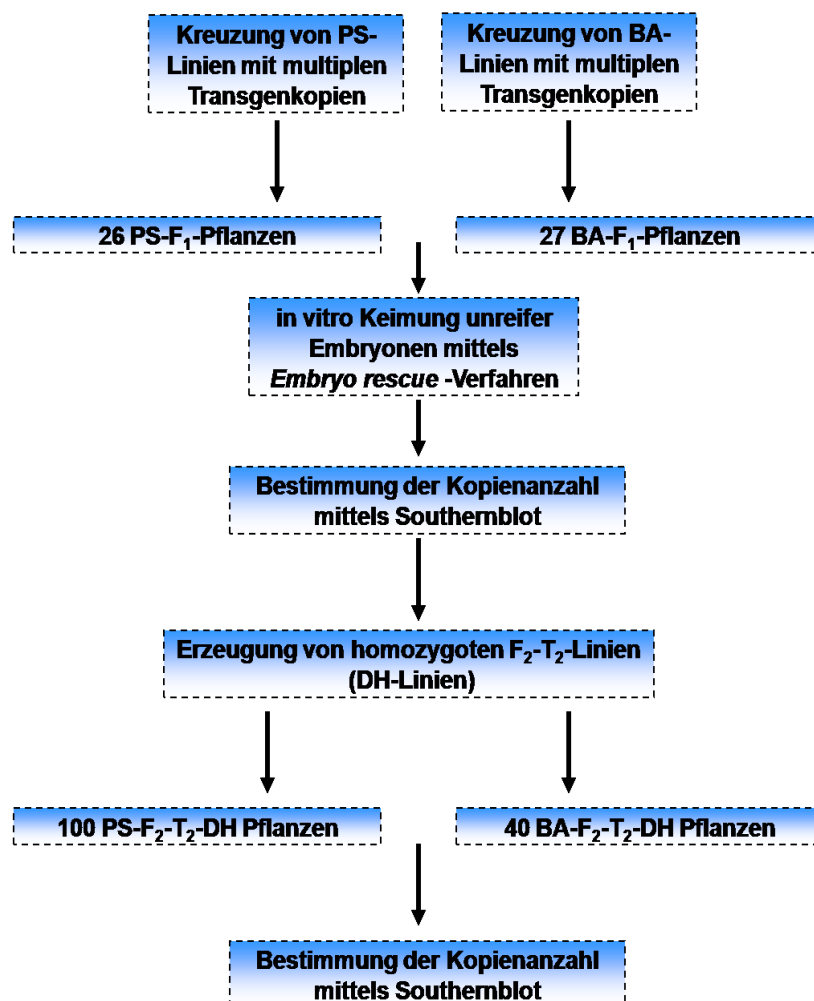 Kreuzung von PS-
Linien mit multiplen
Transgenkopien
Kreuzung von BA-
Linien mit multiplen
Transgenkopien
26 PS-F₁-Pflanzen
27 BA-F₁-Pflanzen
in vitro Keimung unreifer
Embryonen mittels
Embryo rescue -Verfahren
Bestimmung der Kopienanzahl
mittels Southernblot
Erzeugung von homozygoten F₂-T₂-Linien
(DH-Linien)
100 PS-F₂-T₂-DH Pflanzen
40 BA-F₂-T₂-DH Pflanzen
Bestimmung der Kopienanzahl
mittels Southernblot